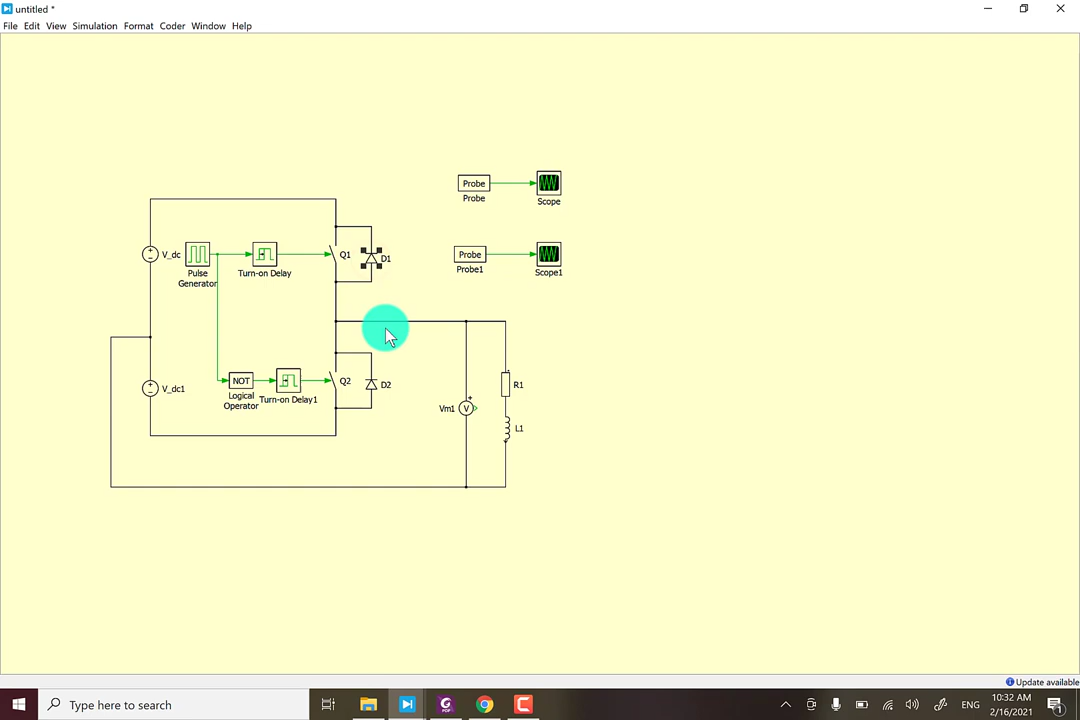 untitled *
File Edit View Simulation Format Coder Window Help
Probe
Probe
Scope
V_dc
Pulse
Generator
Turn-on Delay
Q1
D1
Probe
Probe1
Scope1
V_dc1
NOT
Logical
Operator
Turn-on Delay1
Q2
D2
Vm1
V
R1
L1
Update available
Type here to search
PDF
ENG
10:32 AM
2/16/2021
1